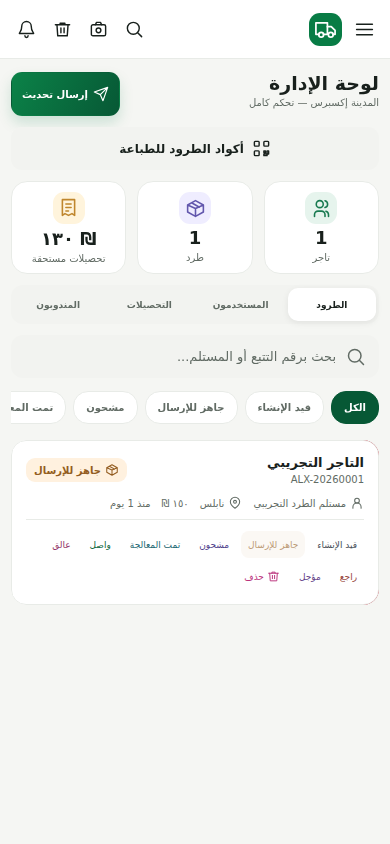 لوحة الإدارة
المدينة إكسبرس — تحكم كامل
إرسال تحديث
أكواد الطرود للطباعة
1
تاجر
1
طرد
₪ ١٣٠
تحصيلات مستحقة
الطرود
المستخدمون
التحصيلات
المندوبون
بحث برقم التتبع أو المستلم...
الكل
قيد الإنشاء
جاهز للإرسال
مشحون
تمت المع
التاجر التجريبي
جاهز للإرسال
ALX-20260001
مستلم الطرد التجريبي
نابلس
١٥٠ ₪
منذ 1 يوم
قيد الإنشاء
جاهز للإرسال
مشحون
تمت المعالجة
واصل
عالق
راجع
مؤجل
حذف